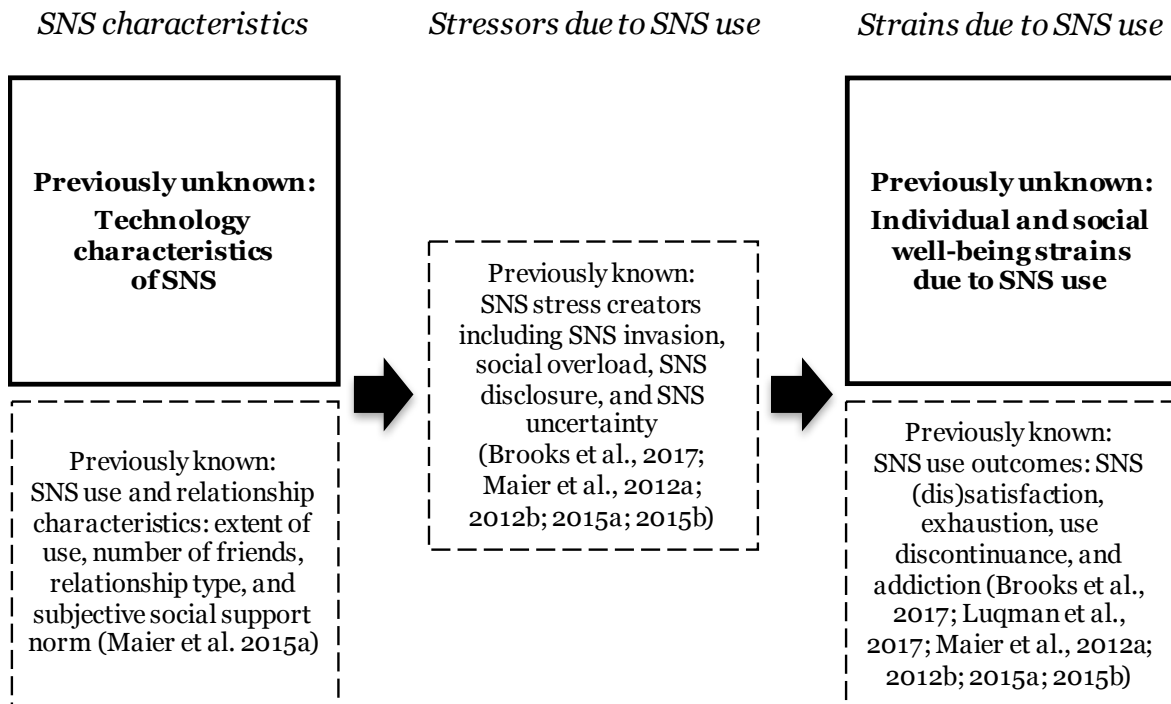 SNS characteristics
Stressors due to SNS use
Strains due to SNS use
Previously unknown:
Technology
characteristics
of SNS
Previously known:
SNS use and relationship
characteristics: extent of
use, number of friends,
relationship type, and
subjective social support
norm (Maier et al. 2015a)
Previously known:
SNS stress creators
including SNS invasion,
social overload, SNS
disclosure, and SNS
uncertainty
(Brooks et al., 2017;
Maier et al., 2012a;
2012b; 2015a; 2015b)
Previously unknown:
Individual and social
well-being strains
due to SNS use
Previously known:
SNS use outcomes: SNS
(dis)satisfaction,
exhaustion, use
discontinuance, and
addiction (Brooks et al.,
2017; Luqman et al.,
2017; Maier et al., 2012a;
2012b; 2015a; 2015b)